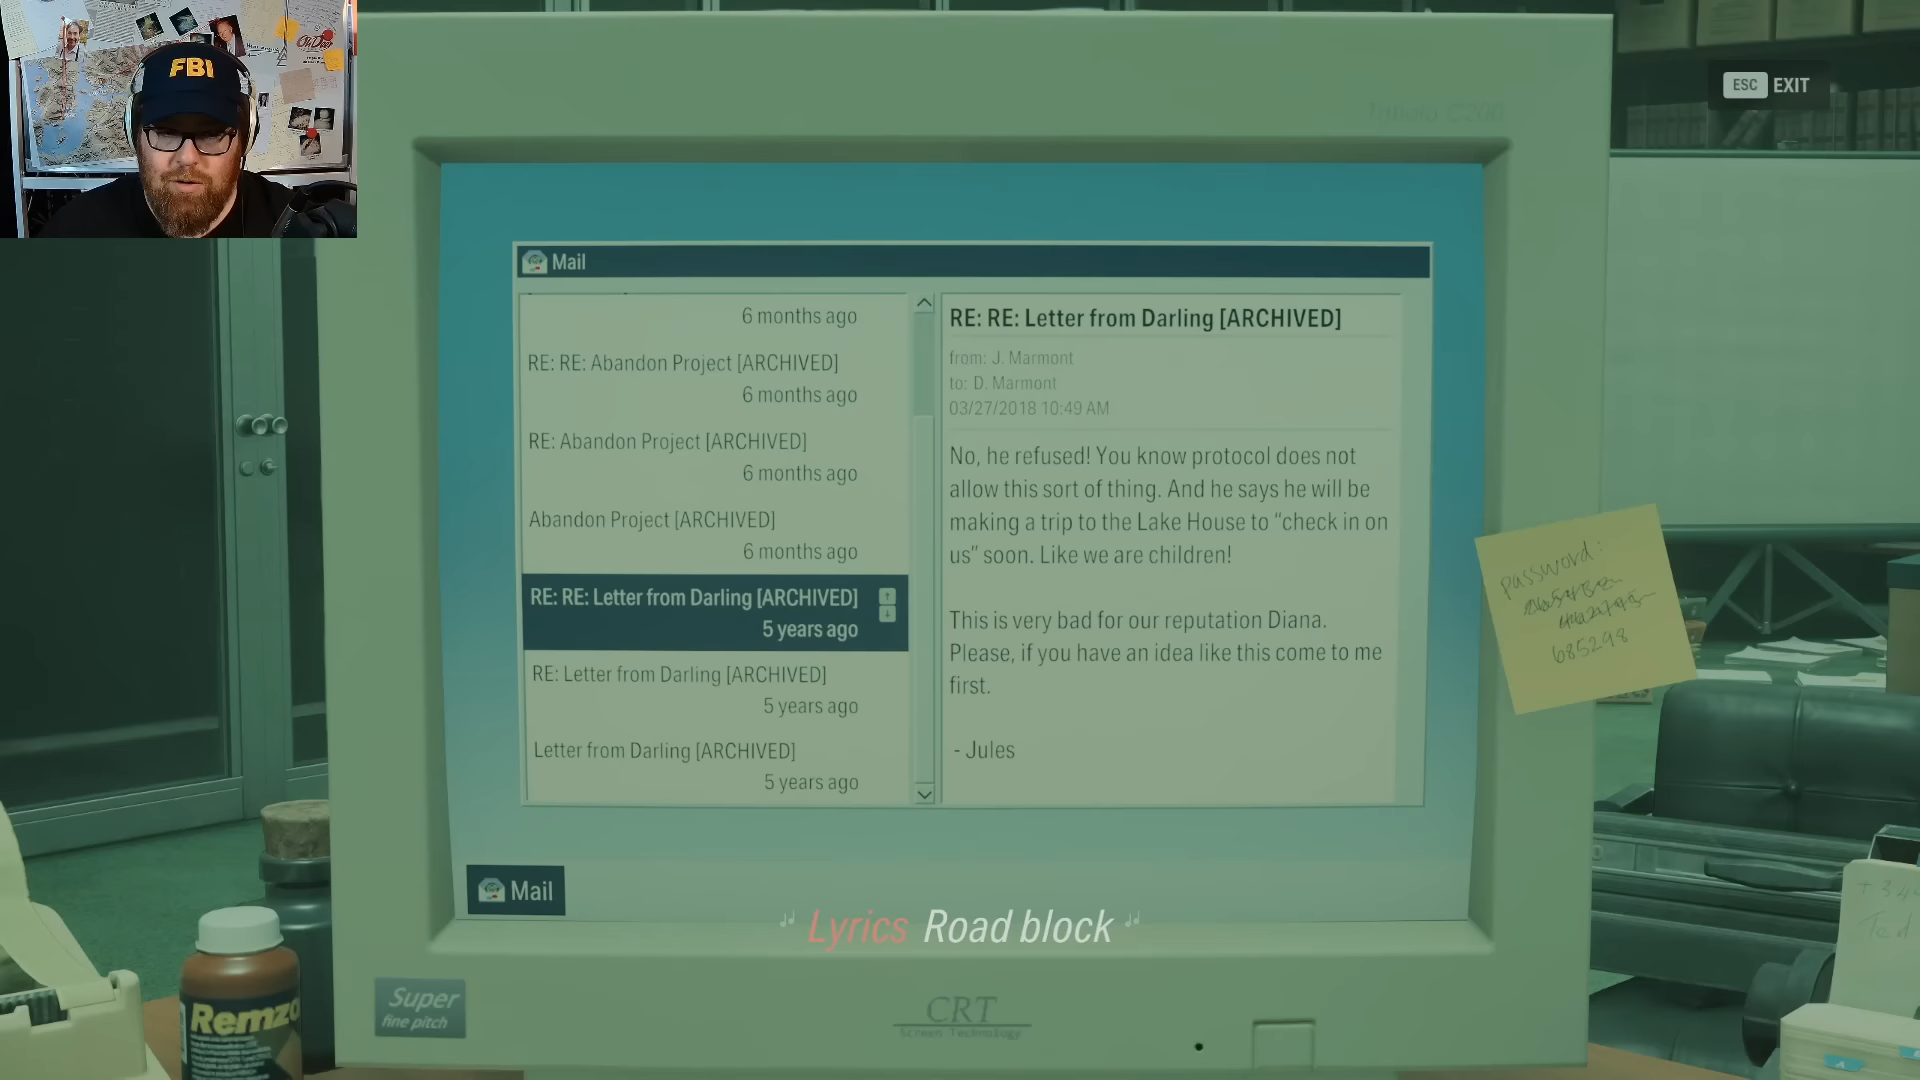 FBI
Oh Deer
ESC EXIT
Mail
6 months ago
RE: RE: Abandon Project [ARCHIVED]
6 months ago
RE: Abandon Project [ARCHIVED]
6 months ago
Abandon Project [ARCHIVED]
6 months ago
RE: RE: Letter from Darling [ARCHIVED]
5 years ago
RE: Letter from Darling [ARCHIVED]
5 years ago
Letter from Darling [ARCHIVED]
5 years ago
RE: RE: Letter from Darling [ARCHIVED]
from: J. Marmont
to: D. Marmont
03/27/2018 10:49 AM
No, he refused! You know protocol does not
allow this sort of thing. And he says he will be
making a trip to the Lake House to “check in on
us” soon. Like we are children!
This is very bad for our reputation Diana.
Please, if you have an idea like this come to me
first.
- Jules
password:
685298
Mail
Lyrics Road block
Super
fine pitch
CRT
Screen Technology
Remzo